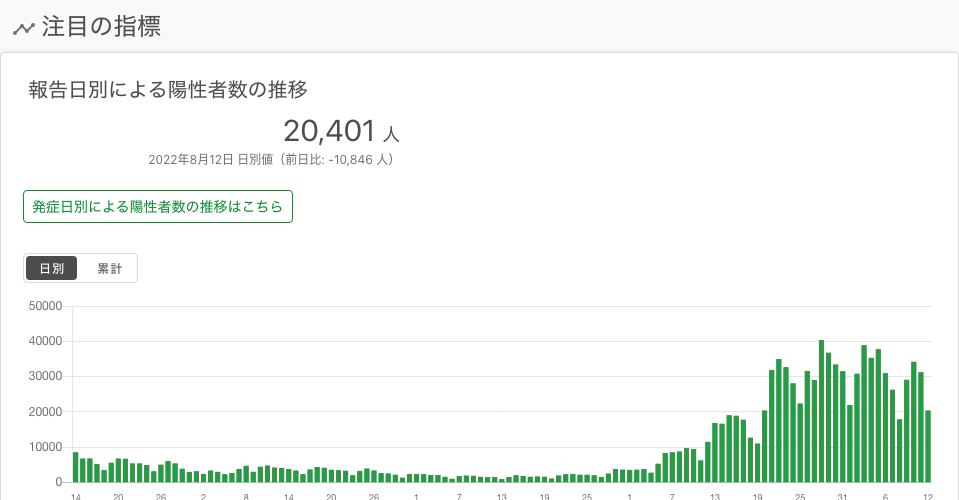 注目の指標
報告日別による陽性者数の推移
20,401 人
2022年8月12日 日別値（前日比: -10,846 人）
発症日別による陽性者数の推移はこちら
日別 累計
50000
40000
30000
20000
10000
0
14 20 26 2 8 14 20 26 1 7 13 19 25 1 7 13 19 25 31 6 12